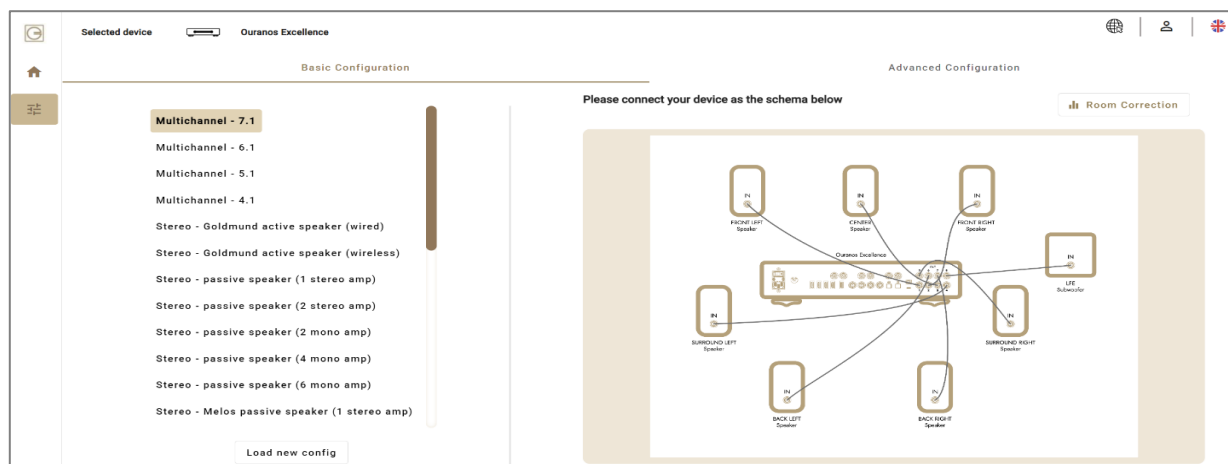 Selected device
Ouranos Excellence
Basic Configuration
Advanced Configuration
Multichannel - 7.1
Multichannel - 6.1
Multichannel - 5.1
Multichannel - 4.1
Stereo - Goldmund active speaker (wired)
Stereo - Goldmund active speaker (wireless)
Stereo - passive speaker (1 stereo amp)
Stereo - passive speaker (2 stereo amp)
Stereo - passive speaker (2 mono amp)
Stereo - passive speaker (4 mono amp)
Stereo - passive speaker (6 mono amp)
Stereo - Melos passive speaker (1 stereo amp)
Load new config
Please connect your device as the schema below
Room Correction
IN
FRONT LEFT
Speaker
IN
CENTER
Speaker
IN
FRONT RIGHT
Speaker
Ouranos Excellence
IN
LFE
Subwoofer
IN
SURROUND LEFT
Speaker
IN
SURROUND RIGHT
Speaker
IN
BACK LEFT
Speaker
IN
BACK RIGHT
Speaker